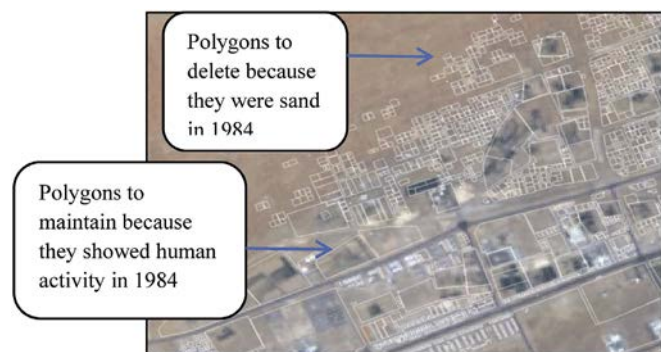 Polygons to
delete because
they were sand
in 1984
Polygons to
maintain because
they showed human
activity in 1984